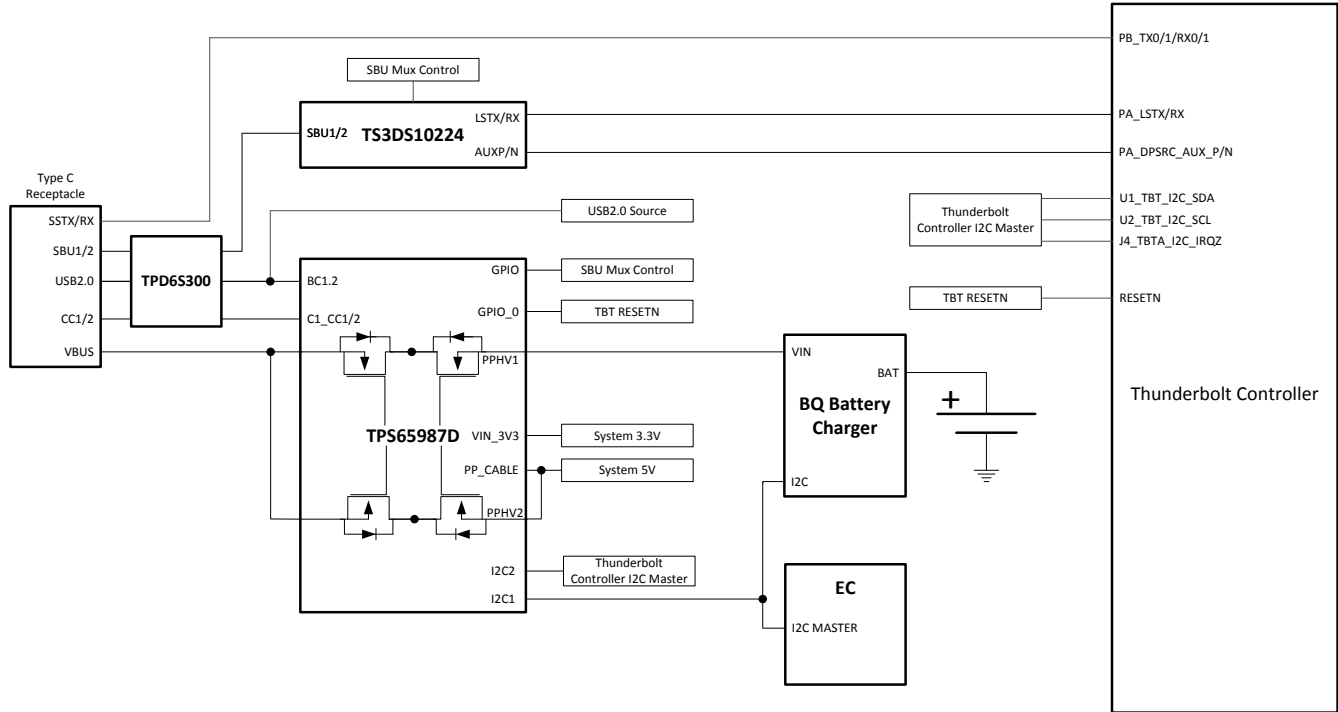 PB_TX0/1/RX0/1
SBU Mux Control
LSTX/RX
SBU1/2
TS3DS10224
AUXP/N
PA_LSTX/RX
PA_DPSRC_AUX_P/N
Type C
Receptacle
SSTX/RX
SBU1/2
USB2.0
CC1/2
VBUS
TPD6S300
USB2.0 Source
Thunderbolt
Controller I2C Master
U1_TBT_I2C_SDA
U2_TBT_I2C_SCL
J4_TBTA_I2C_IRQZ
TBT RESETN
RESETN
GPIO
SBU Mux Control
BC1.2
GPIO_0
TBT RESETN
C1_CC1/2
PPHV1
TPS65987D
VIN_3V3
System 3.3V
PP_CABLE
System 5V
PPHV2
I2C2
Thunderbolt
Controller I2C Master
I2C1
VIN
BAT
BQ Battery
Charger
I2C
+
EC
I2C MASTER
Thunderbolt Controller